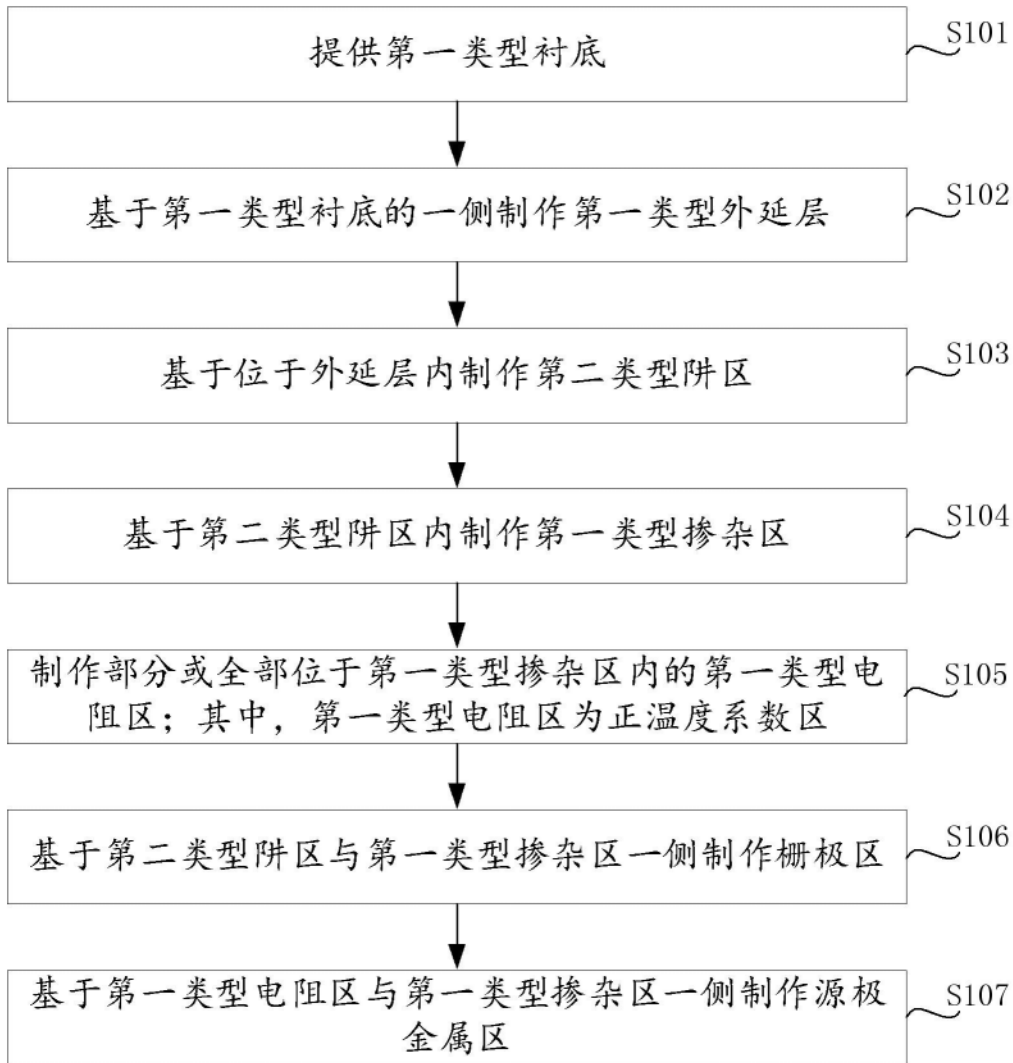 提供第一类型衬底
S101
基于第一类型衬底的一侧制作第一类型外延层
S102
基于位于外延层内制作第二类型阱区
S103
基于第二类型阱区内制作第一类型掺杂区
S104
制作部分或全部位于第一类型掺杂区内的第一类型电
阻区；其中，第一类型电阻区为正温度系数区
S105
基于第二类型阱区与第一类型掺杂区一侧制作栅极区
S106
基于第一类型电阻区与第一类型掺杂区一侧制作源极
金属区
S107